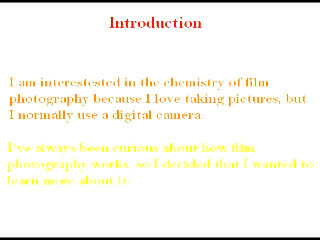 Introduction
I am interestested in the chemistry of film
photography because I love taking pictures, but
I normally use a digital camera.
I've always been curious about how film
photography works, so I decided that I wanted to
learn more about it.